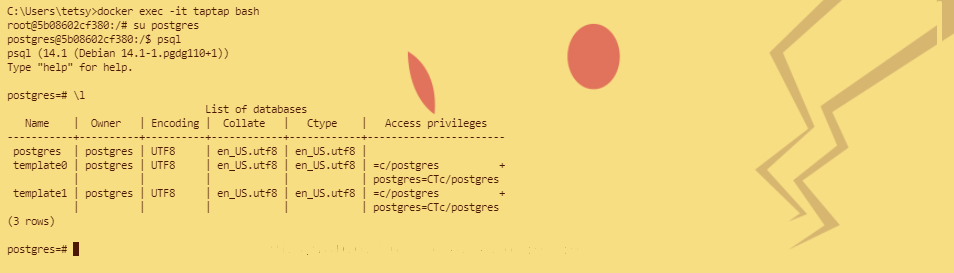 C:\Users\tetsy>docker exec -it taptap bash
root@5b08602cf380:/# su postgres
postgres@5b08602cf380:/$ psql
psql (14.1 (Debian 14.1-1.pgdg110+1))
Type "help" for help.

postgres=# \l
                                 List of databases
   Name    |  Owner   | Encoding |  Collate   |   Ctype    |   Access privileges
-----------+----------+----------+------------+------------+-----------------------
 postgres  | postgres | UTF8     | en_US.utf8 | en_US.utf8 |
 template0 | postgres | UTF8     | en_US.utf8 | en_US.utf8 | =c/postgres          +
           |          |          |            |            | postgres=CTc/postgres
 template1 | postgres | UTF8     | en_US.utf8 | en_US.utf8 | =c/postgres          +
           |          |          |            |            | postgres=CTc/postgres
(3 rows)

postgres=#